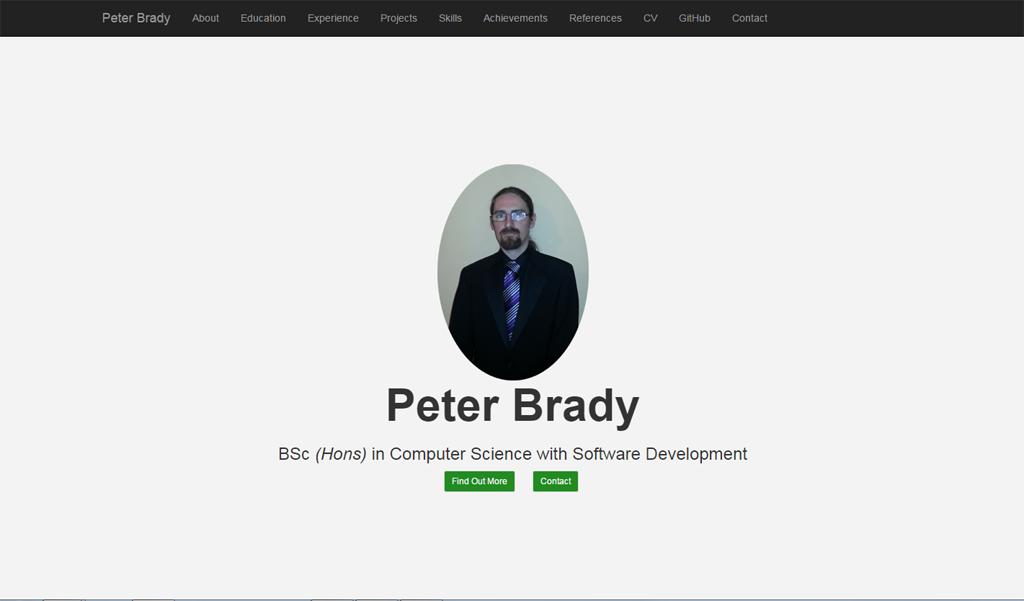 Peter Brady About Education Experience Projects Skills Achievements References CV GitHub Contact
Peter Brady
BSc (Hons) in Computer Science with Software Development
Find Out More Contact